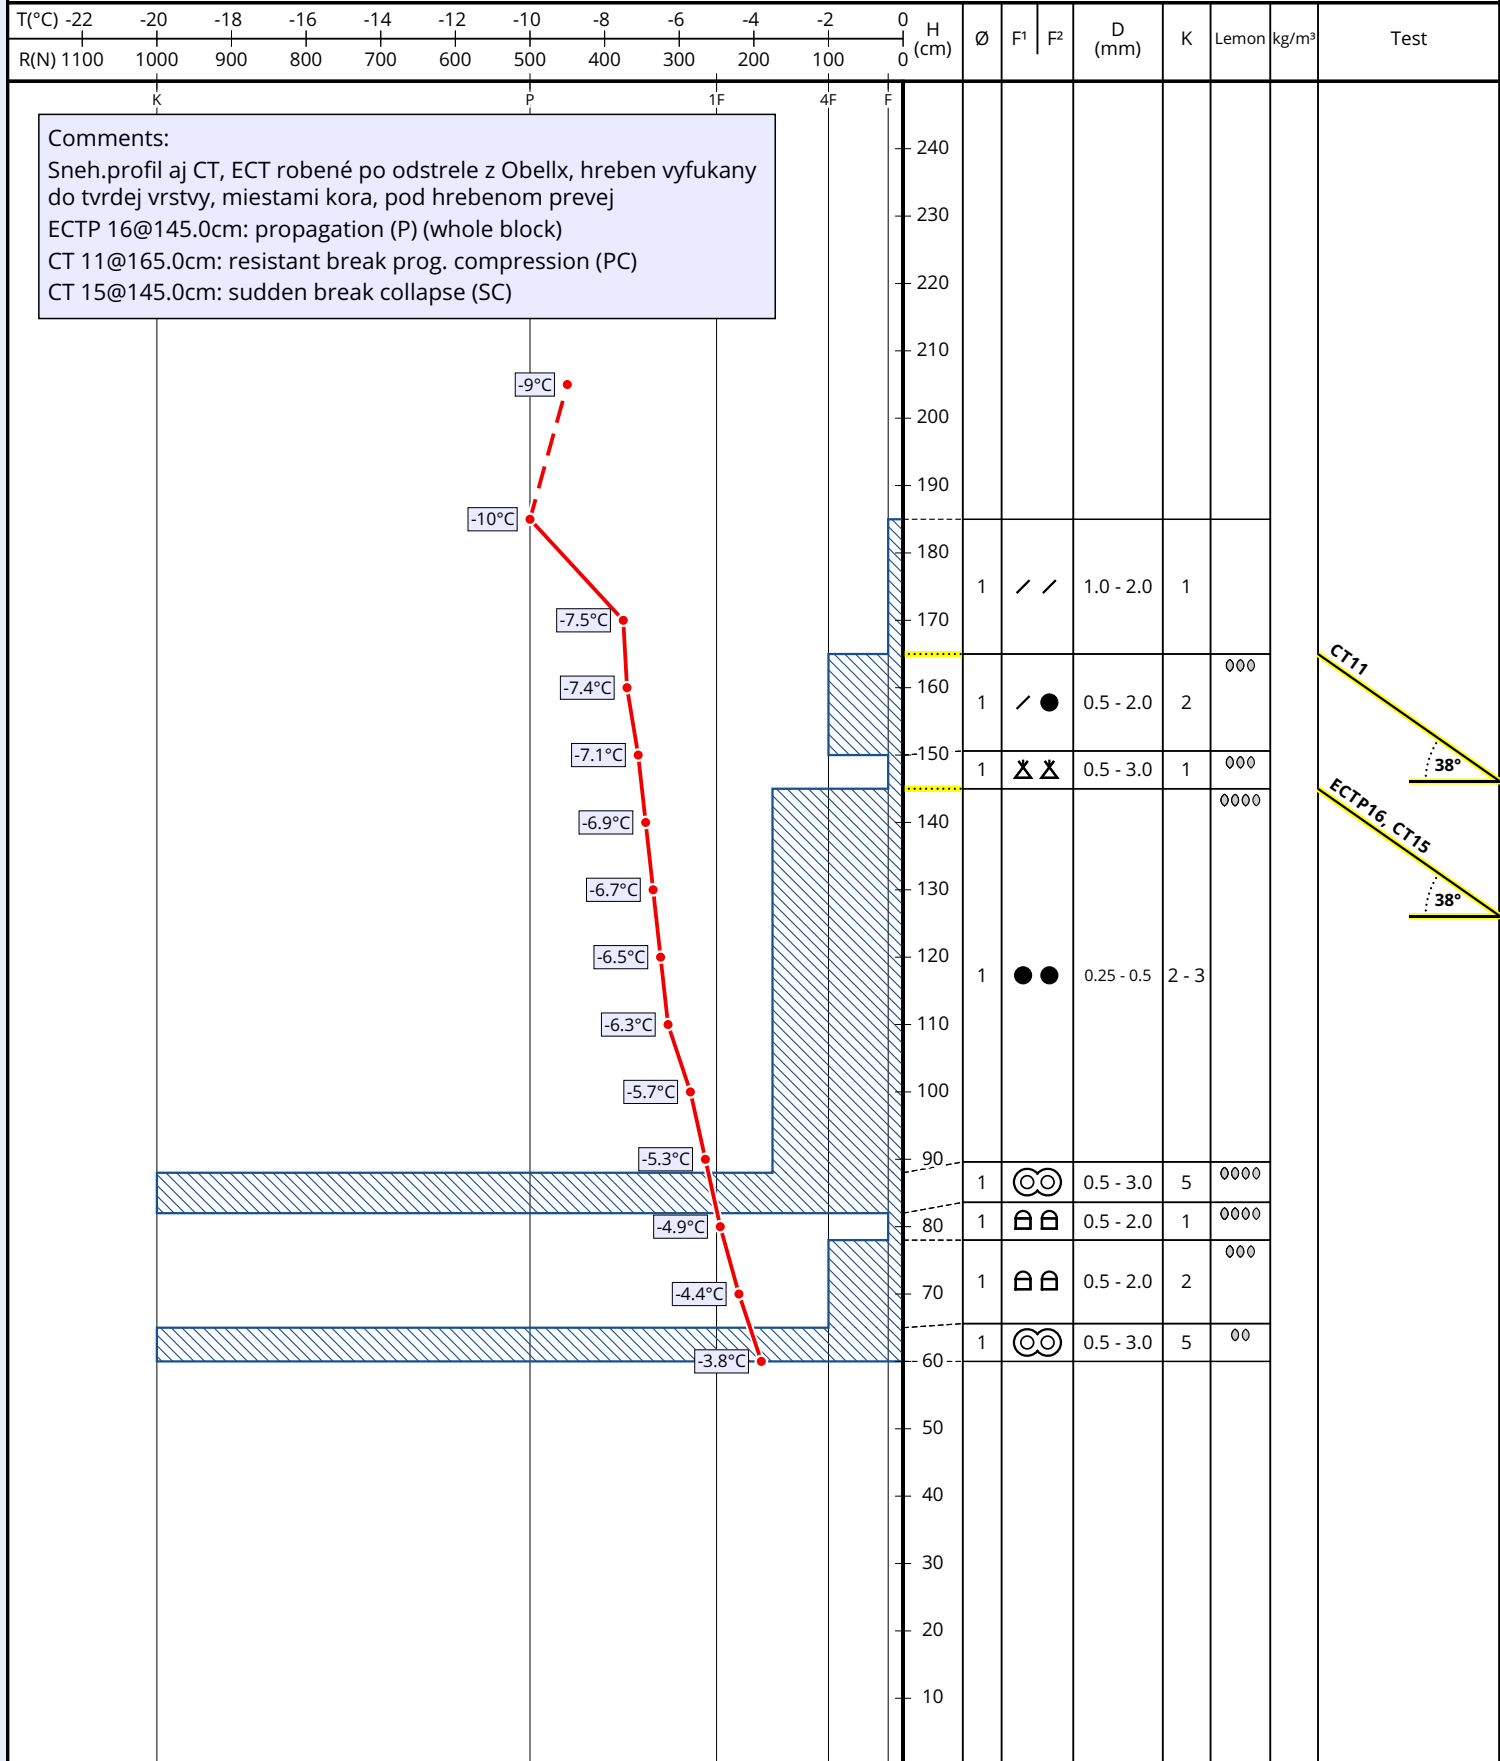 T(°C) -22 -20 -18 -16 -14 -12 -10 -8 -6 -4 -2 0
R(N) 1100 1000 900 800 700 600 500 400 300 200 100 0
H (cm) Ø F¹ F² D (mm) K Lemon kg/m³ Test
K P 1F 4F F
Comments:
Sneh.profil aj CT, ECT robené po odstrele z Obellx, hreben vyfukany
do tvrdej vrstvy, miestami kora, pod hrebenom prevej
ECTP 16@145.0cm: propagation (P) (whole block)
CT 11@165.0cm: resistant break prog. compression (PC)
CT 15@145.0cm: sudden break collapse (SC)
240
230
220
210
-9°C
200
190
-10°C
180
1 1.0 - 2.0 1
-7.5°C 170
CT11
-7.4°C 160
1 0.5 - 2.0 2
-7.1°C 150
1 0.5 - 3.0 1 38°
ECTP16, CT15
-6.9°C 140
-6.7°C 130
38°
-6.5°C 120
1 0.25 - 0.5 2 - 3
-6.3°C 110
-5.7°C 100
-5.3°C 90
1 0.5 - 3.0 5
-4.9°C 80
1 0.5 - 2.0 1
1 0.5 - 2.0 2
-4.4°C 70
1 0.5 - 3.0 5
-3.8°C 60
50
40
30
20
10